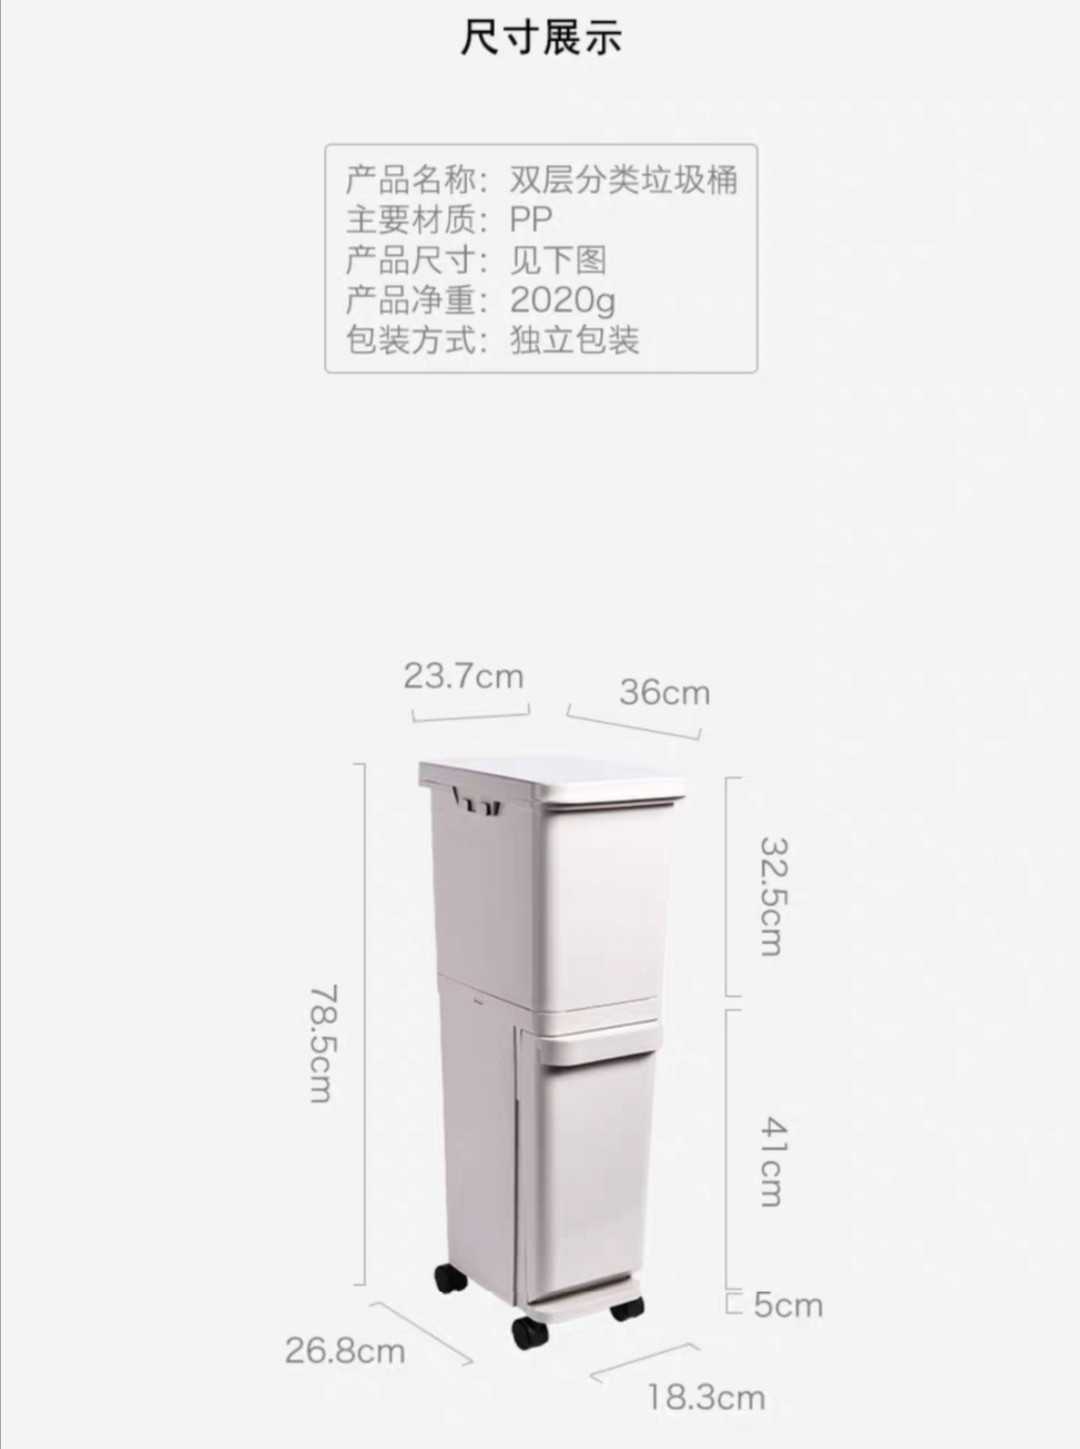 尺寸展示
产品名称：双层分类垃圾桶
主要材质：PP
产品尺寸：见下图
产品净重：2020g
包装方式：独立包装
23.7cm
36cm
32.5cm
78.5cm
41cm
5cm
26.8cm
18.3cm